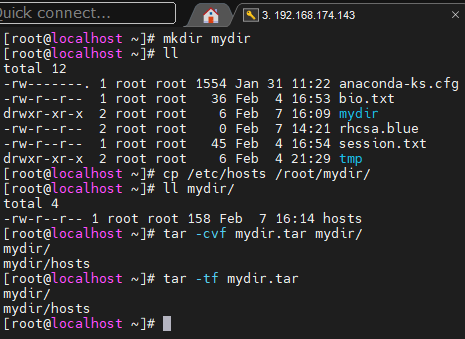 Quick connect...
3. 192.168.174.143
[root@localhost ~]# mkdir mydir
[root@localhost ~]# ll
total 12
-rw-------. 1 root root 1554 Jan 31 11:22 anaconda-ks.cfg
-rw-r--r-- 1 root root 36 Feb 4 16:53 bio.txt
drwxr-xr-x 2 root root 6 Feb 7 16:09 mydir
-rw-r--r-- 2 root root 0 Feb 7 14:21 rhcsa.blue
-rw-r--r-- 1 root root 45 Feb 4 16:54 session.txt
drwxr-xr-x 2 root root 6 Feb 4 21:29 tmp
[root@localhost ~]# cp /etc/hosts /root/mydir/
[root@localhost ~]# ll mydir/
total 4
-rw-r--r-- 1 root root 158 Feb 7 16:14 hosts
[root@localhost ~]# tar -cvf mydir.tar mydir/
mydir/
mydir/hosts
[root@localhost ~]# tar -tf mydir.tar
mydir/
mydir/hosts
[root@localhost ~]#